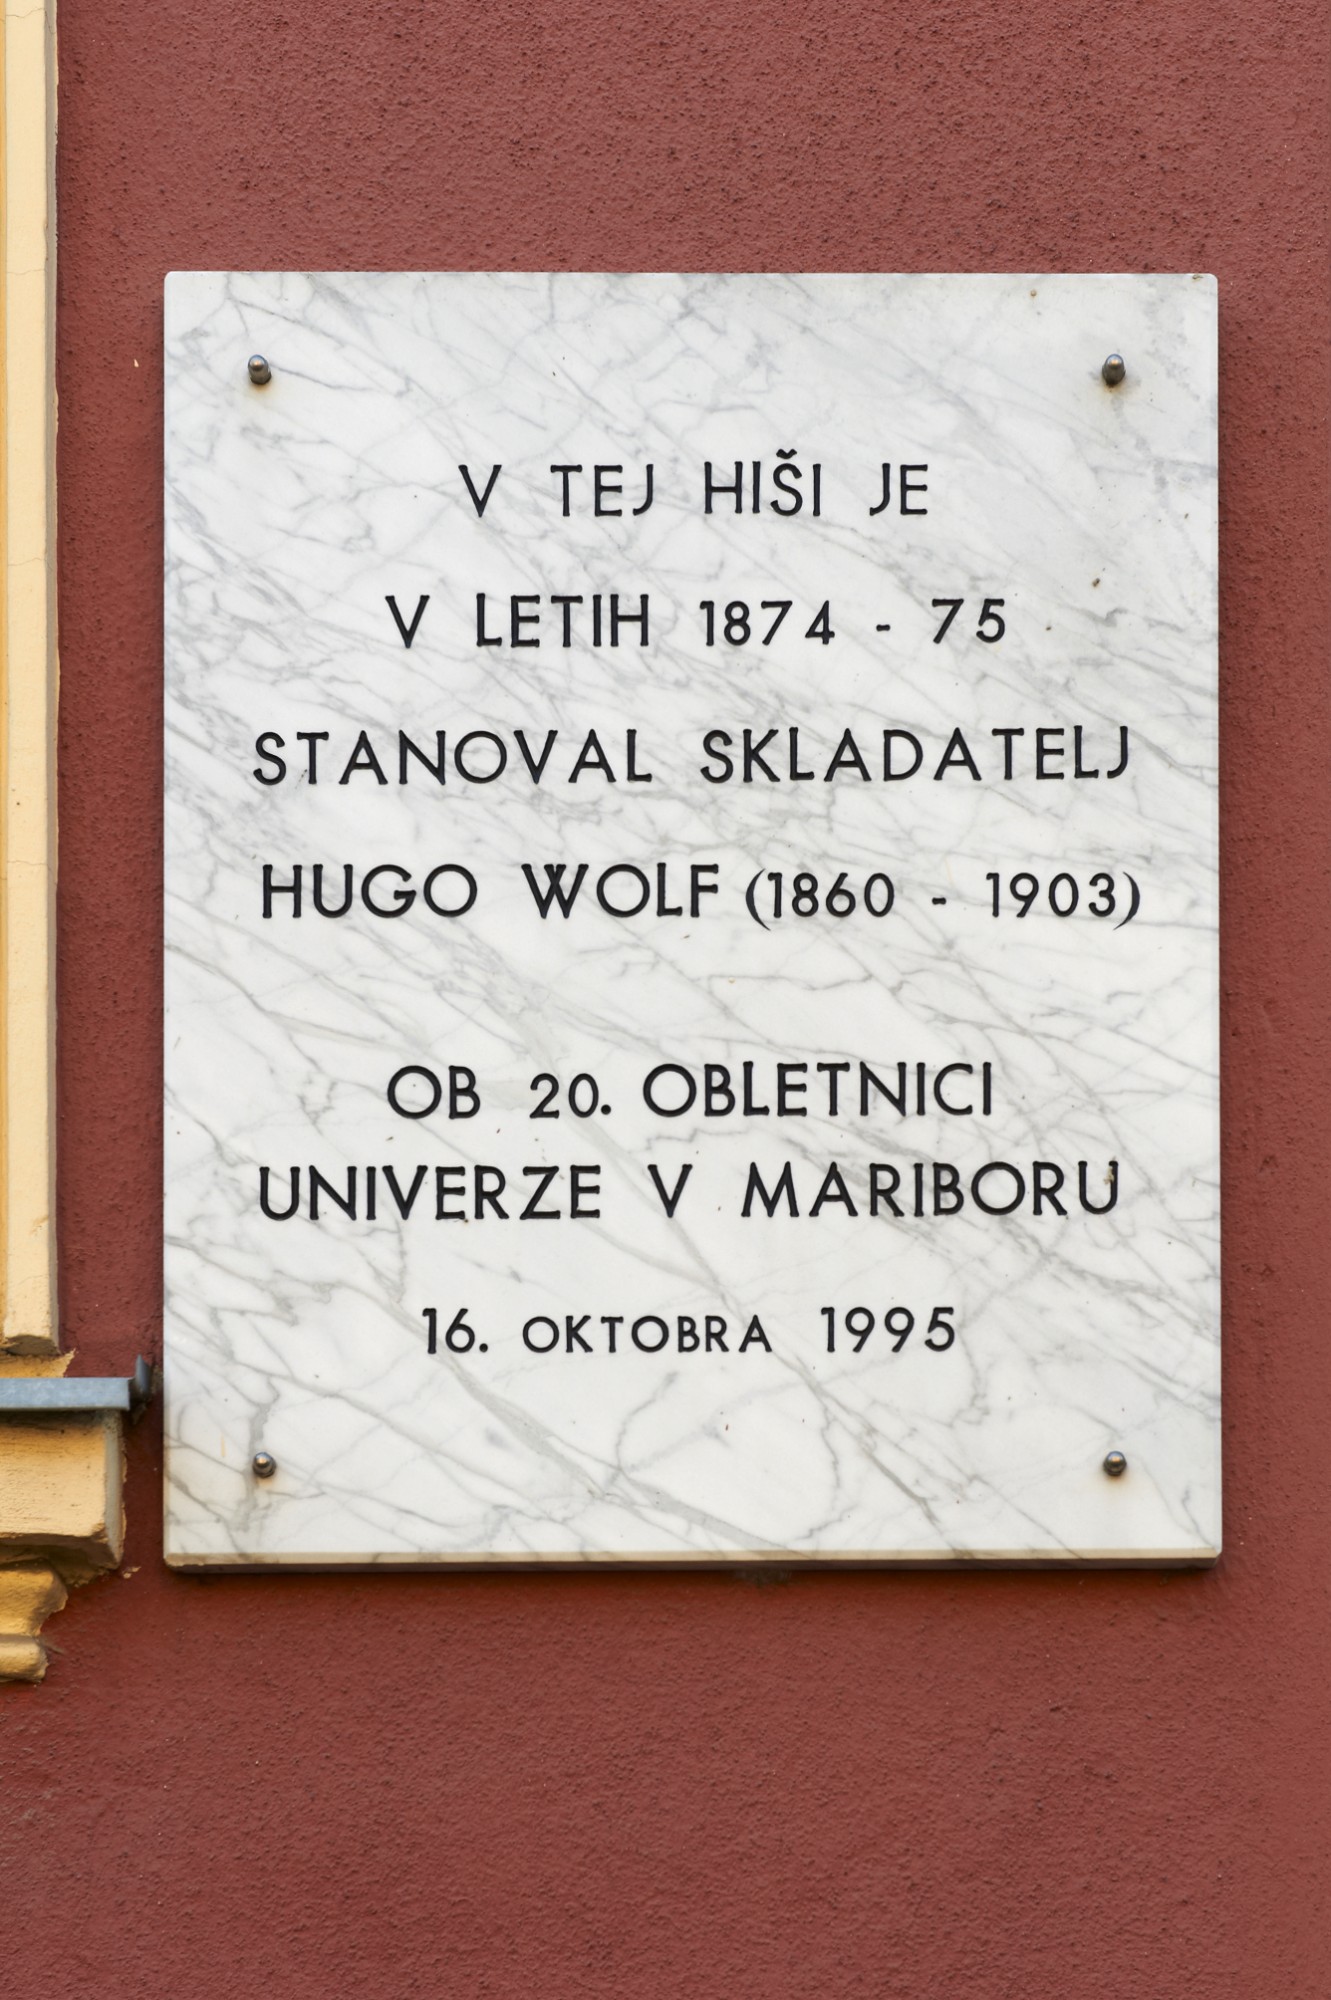 V TEJ HIŠI JE
V LETIH 1874 - 75
STANOVAL SKLADATELJ
HUGO WOLF (1860 - 1903)
OB 20. OBLETNICI
UNIVERZE V MARIBORU
16. OKTOBRA 1995